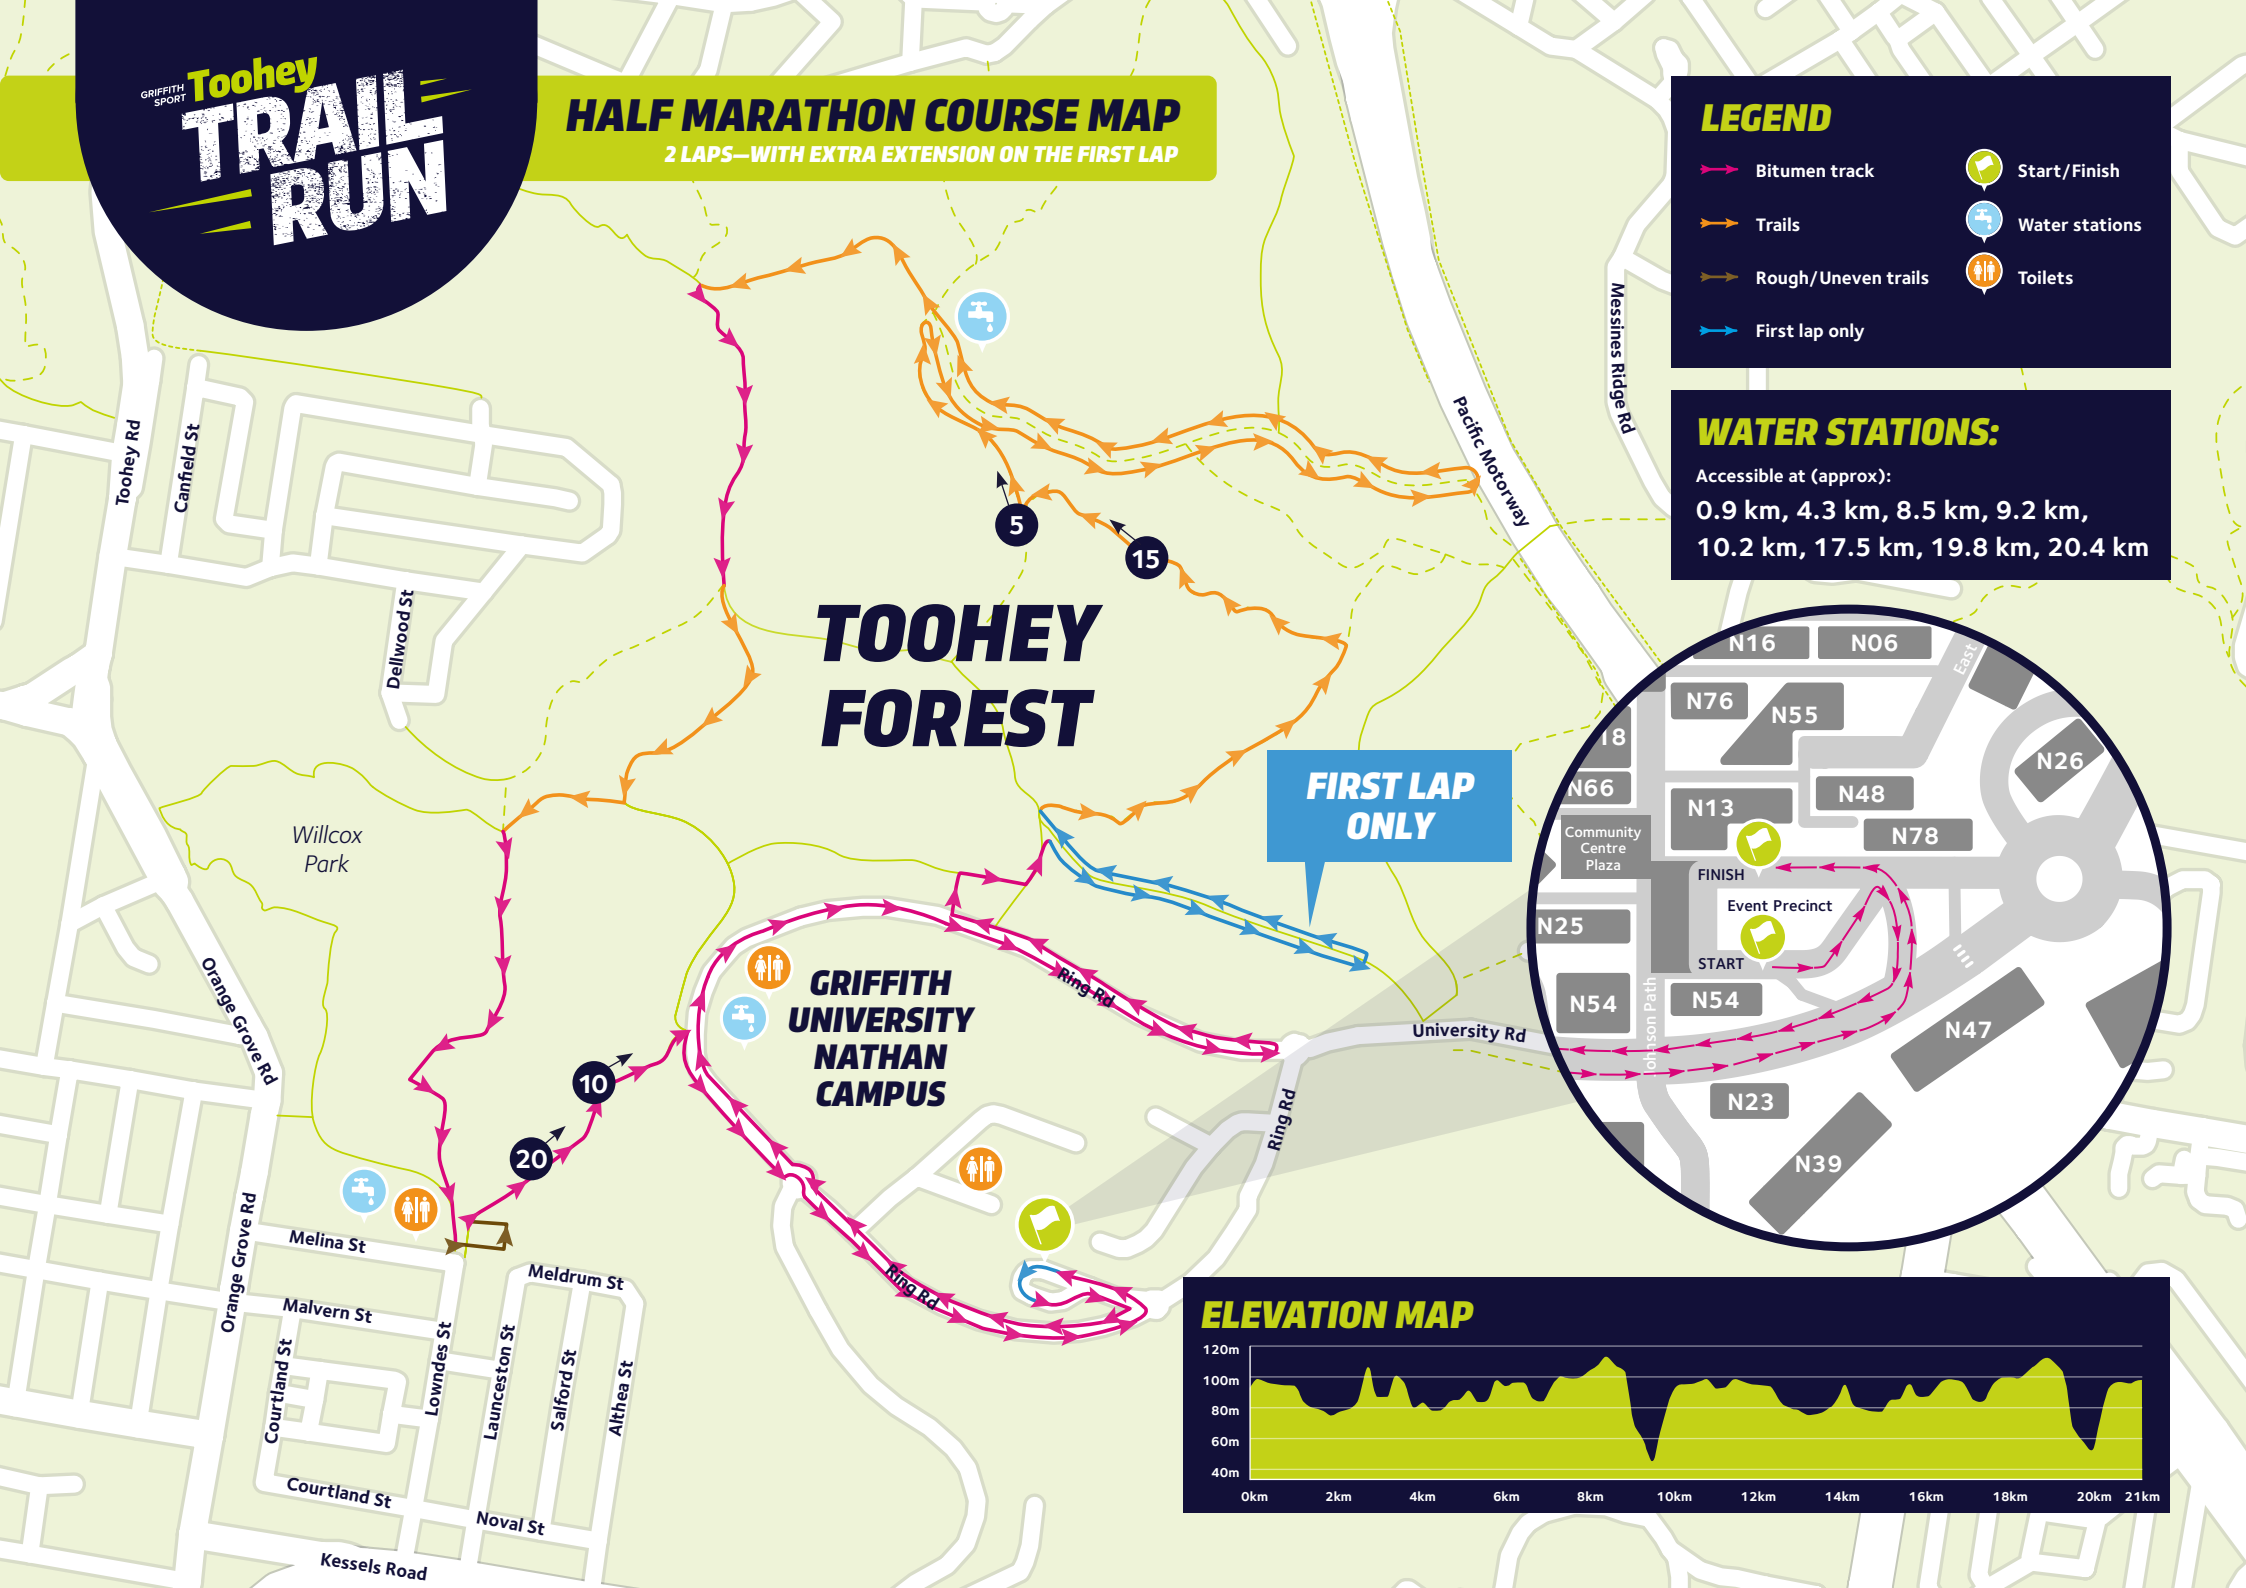 GRIFFITH
SPORT
Toohey
TRAIL
RUN
HALF MARATHON COURSE MAP
2 LAPS—WITH EXTRA EXTENSION ON THE FIRST LAP
LEGEND
Bitumen track
Start/Finish
Trails
Water stations
Rough/Uneven trails
Toilets
First lap only
WATER STATIONS:
Accessible at (approx):
0.9 km, 4.3 km, 8.5 km, 9.2 km,
10.2 km, 17.5 km, 19.8 km, 20.4 km
Messines Ridge Rd
Pacific Motorway
Toohey Rd
Canfield St
Dellwood St
5
15
TOOHEY
FOREST
FIRST LAP
ONLY
Willcox
Park
GRIFFITH
UNIVERSITY
NATHAN
CAMPUS
Ring Rd
University Rd
Ring Rd
Ring Rd
10
20
Orange Grove Rd
Orange Grove Rd
Melina St
Malvern St
Meldrum St
Courtland St
Lowndes St
Launceston St
Salford St
Althea St
Courtland St
Noval St
Kessels Road
N16
N06
East
N76
N55
18
N26
N66
N13
N48
N78
Community
Centre
Plaza
FINISH
Event Precinct
N25
START
N54
N54
ohnson Path
N47
N23
N39
ELEVATION MAP
120m
100m
80m
60m
40m
0km
2km
4km
6km
8km
10km
12km
14km
16km
18km
20km
21km